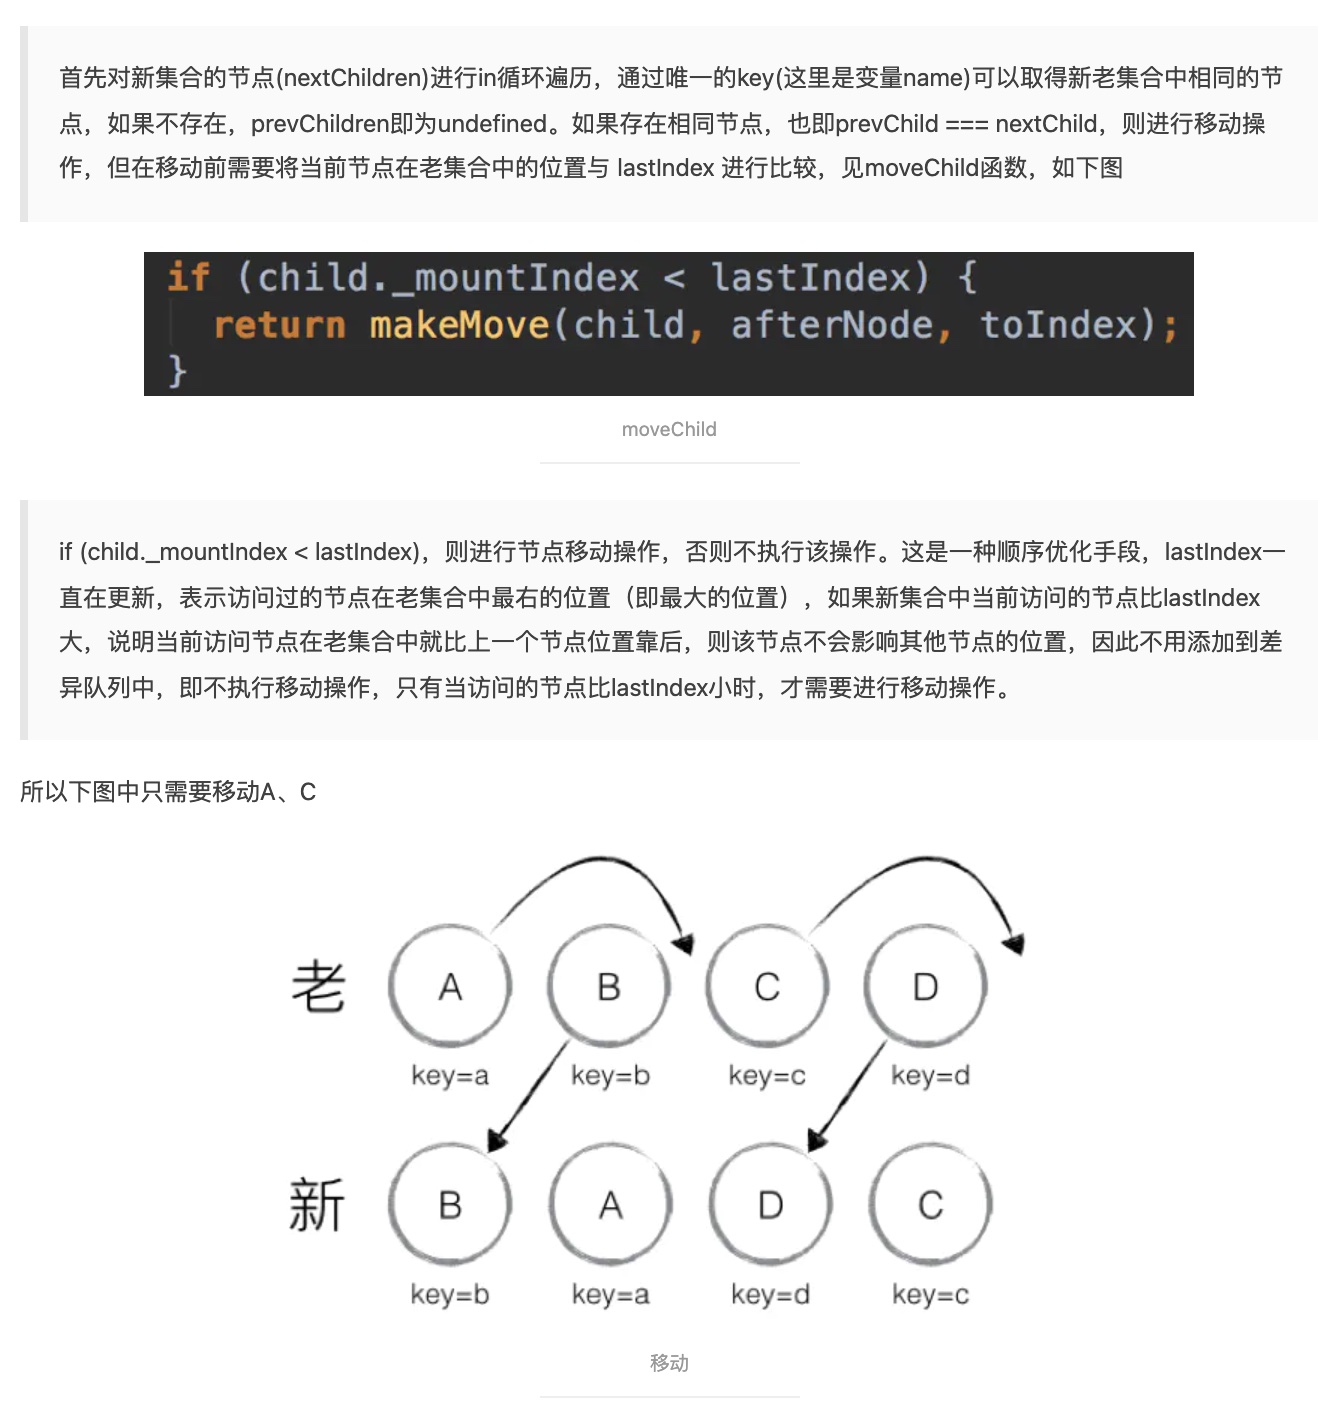 首先对新集合的节点(nextChildren)进行in循环遍历，通过唯一的key(这里是变量name)可以取得新老集合中相同的节
点，如果不存在，prevChildren即为undefined。如果存在相同节点，也即prevChild === nextChild，则进行移动操
作，但在移动前需要将当前节点在老集合中的位置与 lastIndex 进行比较，见moveChild函数，如下图
if (child._mountIndex < lastIndex) {
return makeMove(child, afterNode, toIndex);
}
moveChild
if (child._mountIndex < lastIndex)，则进行节点移动操作，否则不执行该操作。这是一种顺序优化手段，lastIndex一
直在更新，表示访问过的节点在老集合中最右的位置（即最大的位置），如果新集合中当前访问的节点比lastIndex
大，说明当前访问节点在老集合中就比上一个节点位置靠后，则该节点不会影响其他节点的位置，因此不用添加到差
异队列中，即不执行移动操作，只有当访问的节点比lastIndex小时，才需要进行移动操作。
所以下图中只需要移动A、C
老 A B C D
key=a key=b key=c key=d
新 B A D C
key=b key=a key=d key=c
移动